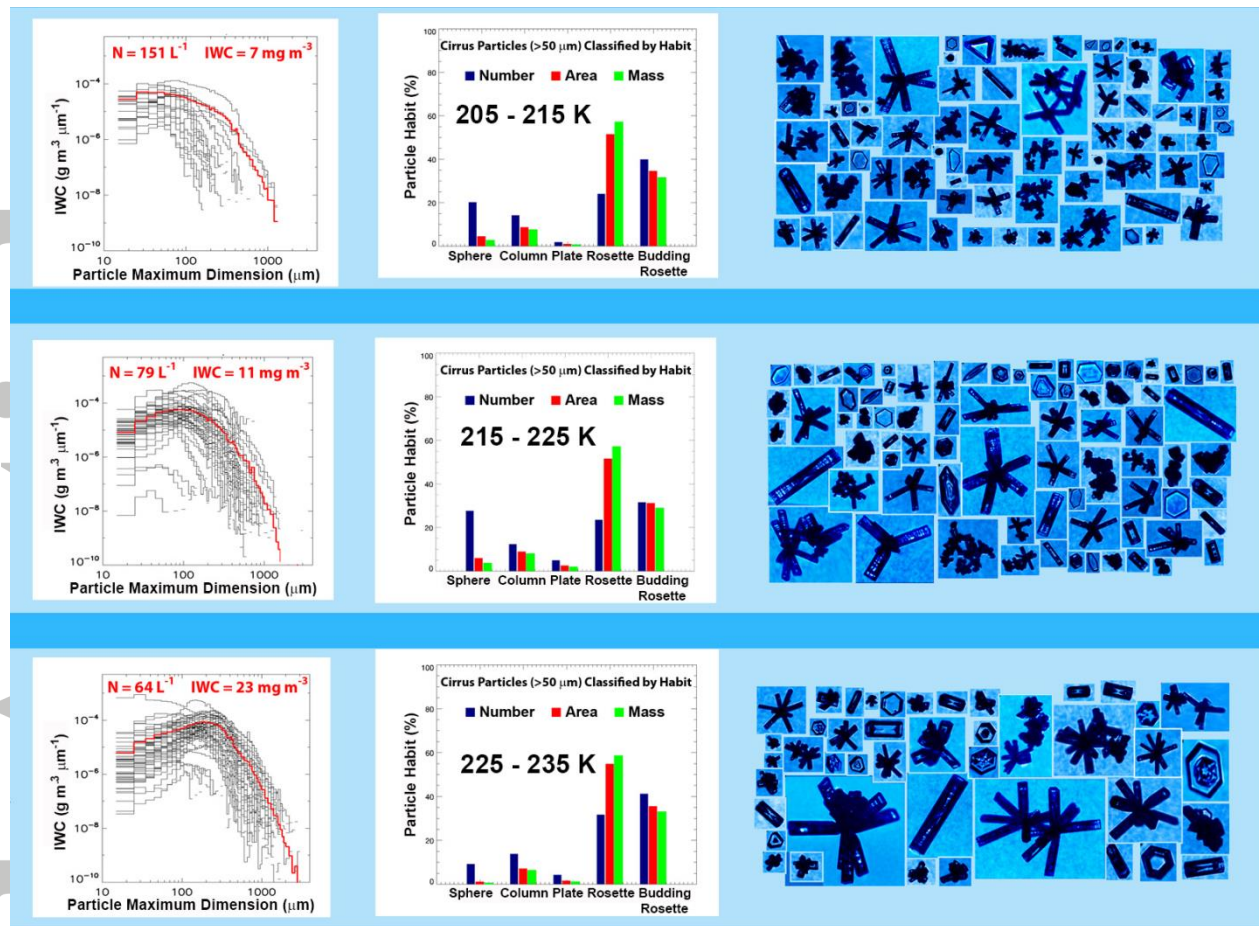 N = 151 L⁻¹ IWC = 7 mg m⁻³
IWC (g m⁻³ μm⁻¹)
10⁻⁴
10⁻⁶
10⁻⁸
10⁻¹⁰
10 100 1000
Particle Maximum Dimension (μm)
Cirrus Particles (>50 μm) Classified by Habit
Number Area Mass
205 - 215 K
Particle Habit (%)
100
80
60
40
20
0
Sphere Column Plate Rosette Budding
Rosette
N = 79 L⁻¹ IWC = 11 mg m⁻³
IWC (g m⁻³ μm⁻¹)
10⁻⁴
10⁻⁶
10⁻⁸
10⁻¹⁰
10 100 1000
Particle Maximum Dimension (μm)
Cirrus Particles (>50 μm) Classified by Habit
Number Area Mass
215 - 225 K
Particle Habit (%)
100
80
60
40
20
0
Sphere Column Plate Rosette Budding
Rosette
N = 64 L⁻¹ IWC = 23 mg m⁻³
IWC (g m⁻³ μm⁻¹)
10⁻⁴
10⁻⁶
10⁻⁸
10⁻¹⁰
10 100 1000
Particle Maximum Dimension (μm)
Cirrus Particles (>50 μm) Classified by Habit
Number Area Mass
225 - 235 K
Particle Habit (%)
100
80
60
40
20
0
Sphere Column Plate Rosette Budding
Rosette